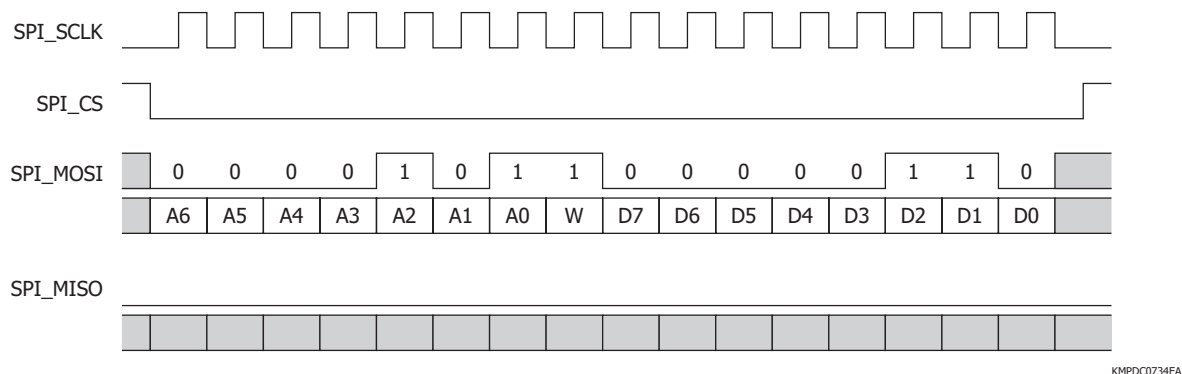 SPI_SCLK
SPI_CS
SPI_MOSI 0 0 0 0 1 0 1 1 0 0 0 0 0 1 1 0
A6 A5 A4 A3 A2 A1 A0 W D7 D6 D5 D4 D3 D2 D1 D0
SPI_MISO
KMPDC0734EA